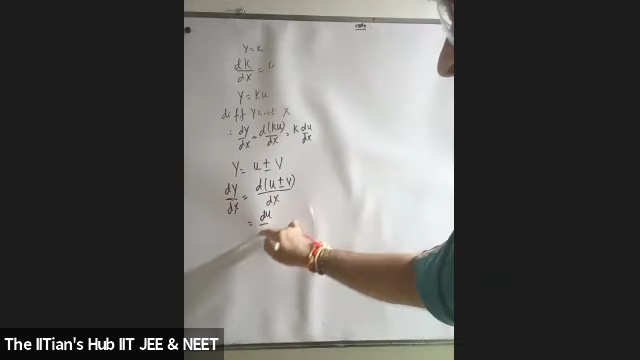 Y=K
dK/dX =
Y=KU
diff Y w.r.t X
∴ dY/dX = d(KU)/dX = K du/dx
Y= u ± V
dY/dX = d(u ± V)/dX
= du
The IITian's Hub IIT JEE & NEET